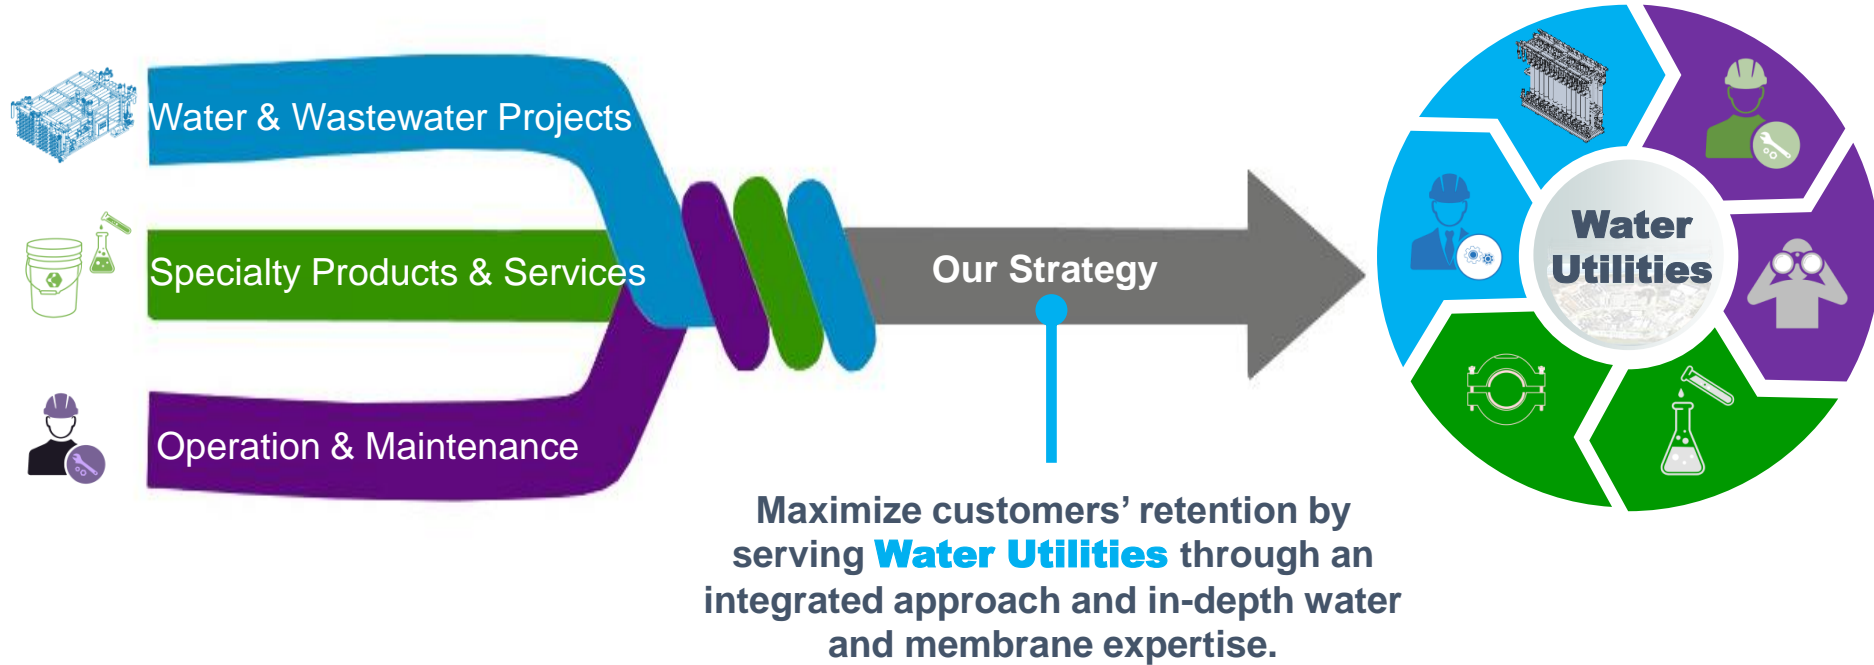 Water & Wastewater Projects
Specialty Products & Services
Operation & Maintenance
Our Strategy
Maximize customers’ retention by
serving Water Utilities through an
integrated approach and in-depth water
and membrane expertise.
Water
Utilities